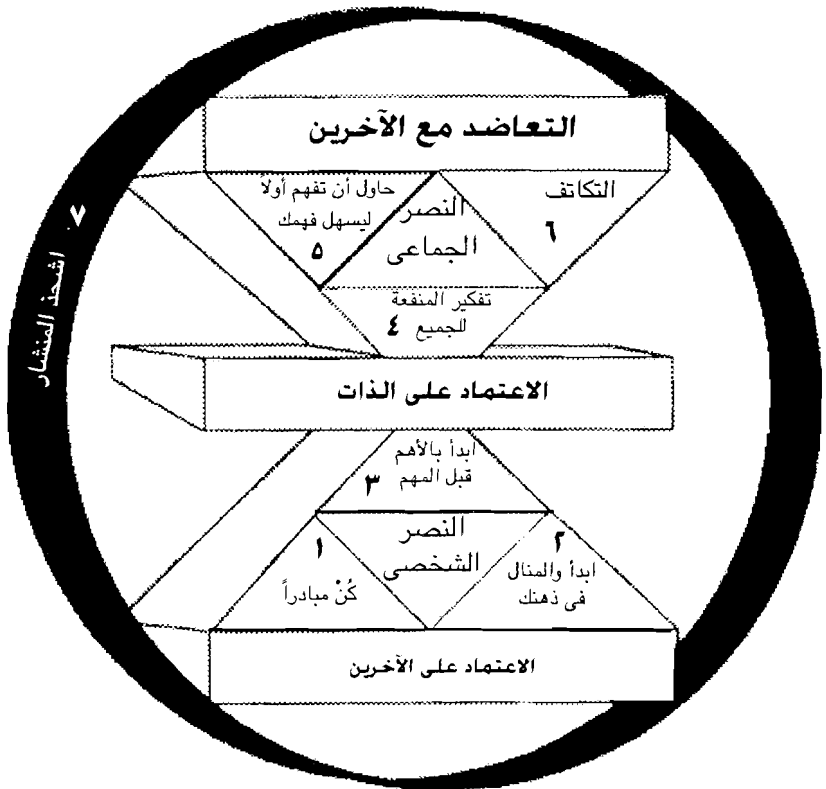 التعاضد مع الآخرين
التكاتف
٦
النصر
الجماعى
حاول أن تفهم أولاً
ليسهل فهمك
٥
تفكير المنفعة
للجميع ٤
الاعتماد على الذات
ابدأ بالأهم
قبل المهم ٣
النصر
الشخصى
٢
ابدأ والمنال
فى ذهنك
١
كُنْ مبادراً
الاعتماد على الآخرين
٧ اشحذ المنشار